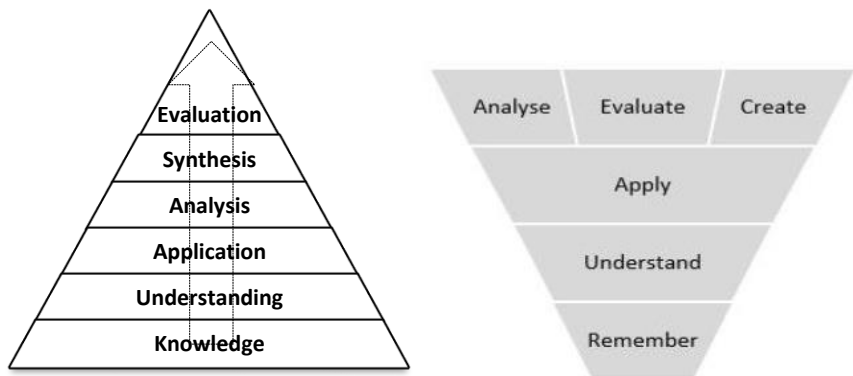 Evaluation
Synthesis
Analysis
Application
Understanding
Knowledge
Analyse Evaluate Create
Apply
Understand
Remember